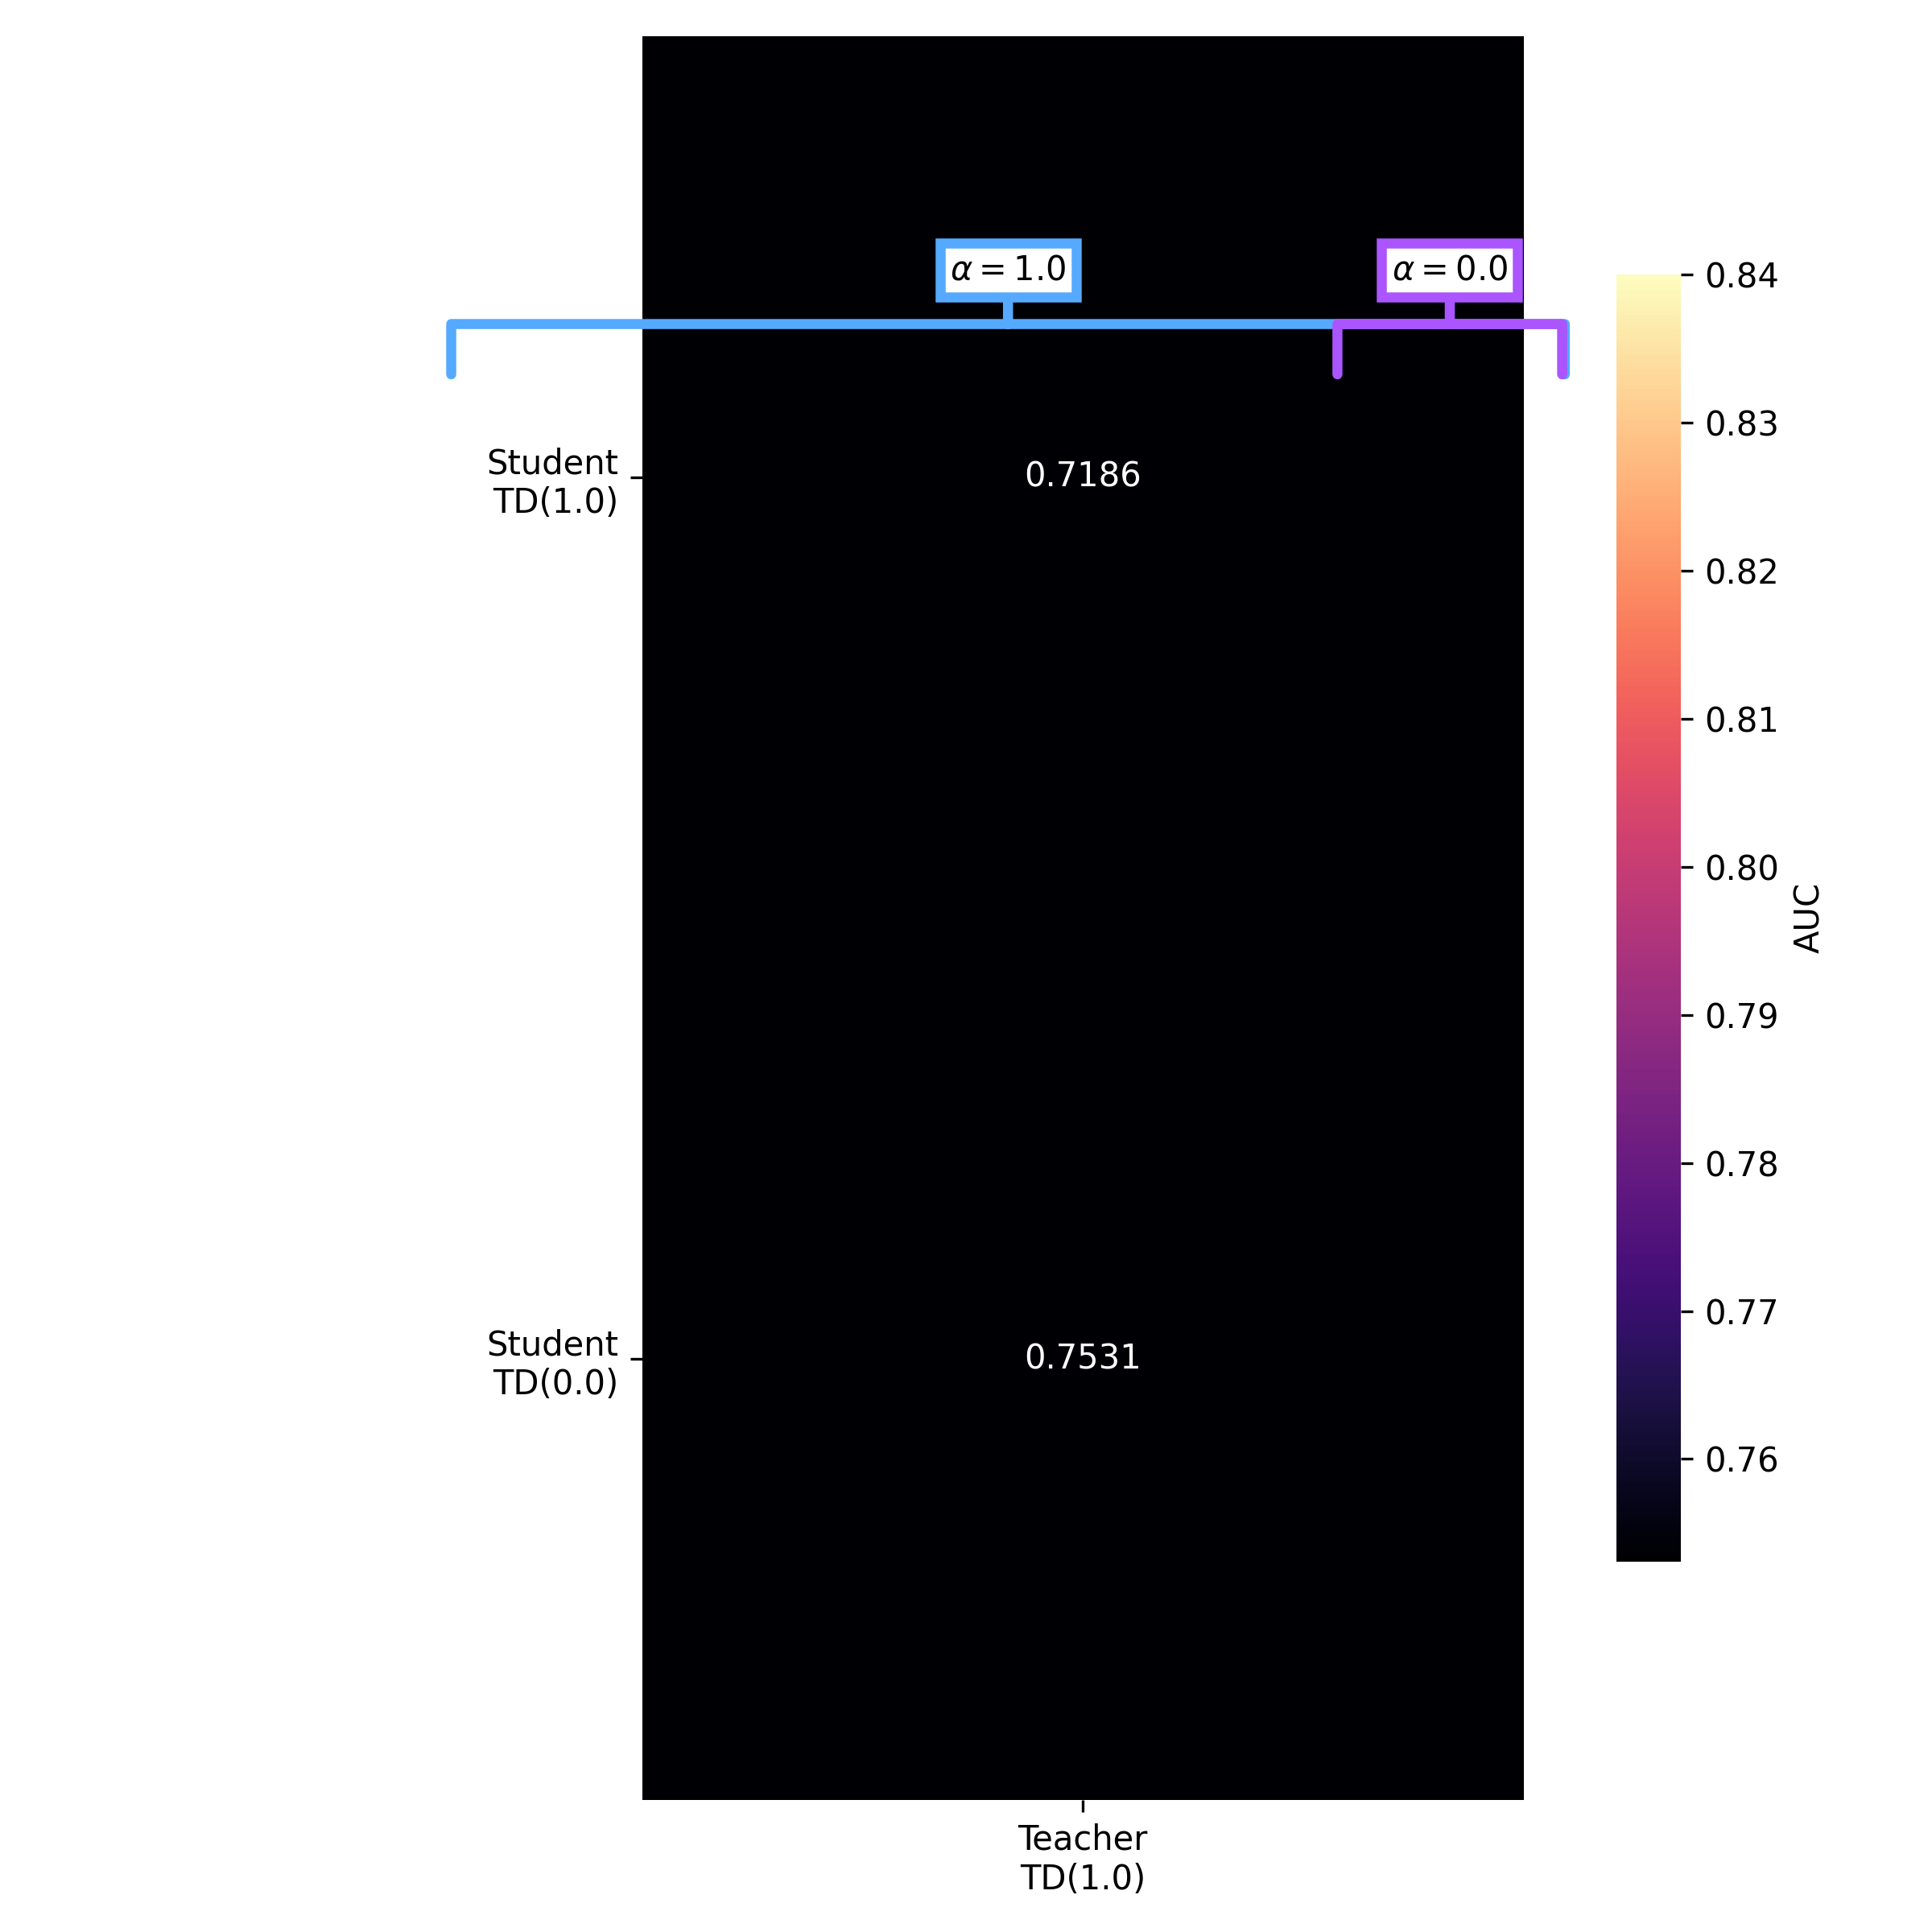 α = 1.0
α = 0.0
Student
TD(1.0)
0.7186
Student
TD(0.0)
0.7531
Teacher
TD(1.0)
0.84
0.83
0.82
0.81
0.80
0.79
0.78
0.77
0.76
AUC